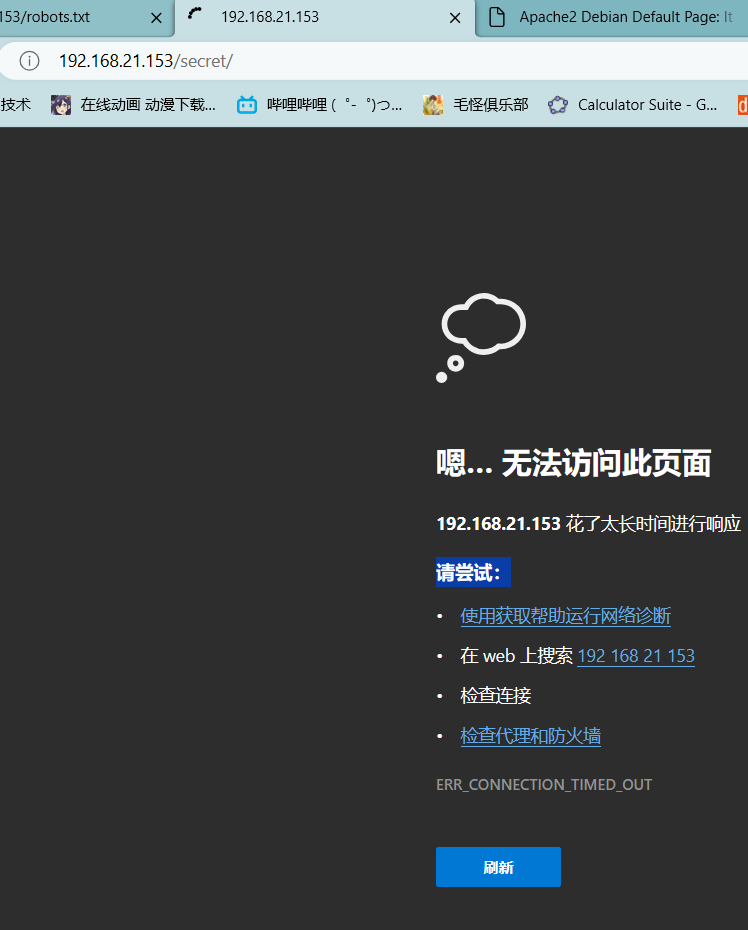 153/robots.txt
192.168.21.153
Apache2 Debian Default Page: It
192.168.21.153/secret/
技术
在线动画 动漫下载...
哔哩哔哩 (゜-゜)つ...
毛怪俱乐部
Calculator Suite - G...
嗯... 无法访问此页面
192.168.21.153 花了太长时间进行响应
请尝试：
• 使用获取帮助运行网络诊断
• 在 web 上搜索 192 168 21 153
• 检查连接
• 检查代理和防火墙
ERR_CONNECTION_TIMED_OUT
刷新